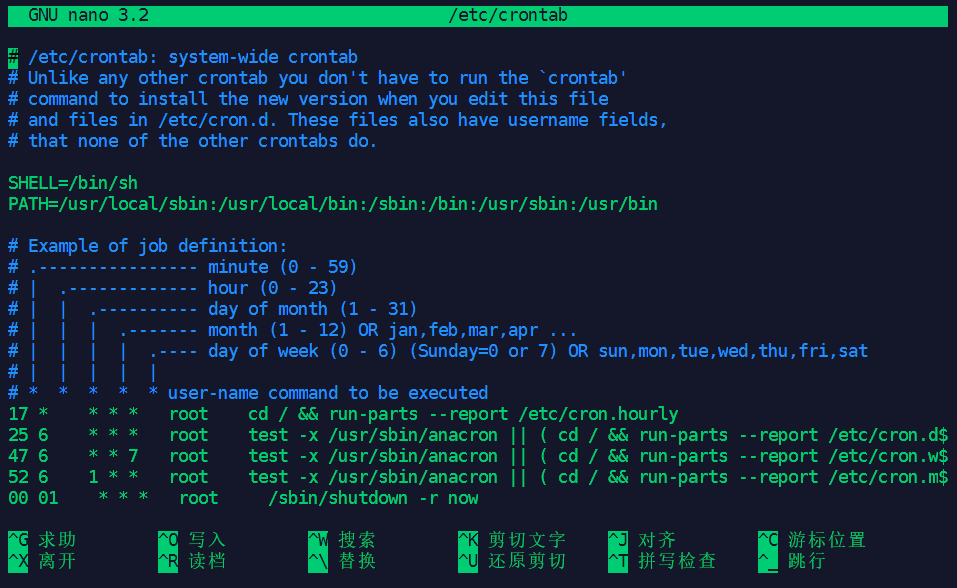 GNU nano 3.2 /etc/crontab
# /etc/crontab: system-wide crontab
# Unlike any other crontab you don't have to run the `crontab'
# command to install the new version when you edit this file
# and files in /etc/cron.d. These files also have username fields,
# that none of the other crontabs do.
SHELL=/bin/sh
PATH=/usr/local/sbin:/usr/local/bin:/sbin:/bin:/usr/sbin:/usr/bin
# Example of job definition:
# .---------------- minute (0 - 59)
# |  .------------- hour (0 - 23)
# |  |  .---------- day of month (1 - 31)
# |  |  |  .------- month (1 - 12) OR jan,feb,mar,apr ...
# |  |  |  |  .---- day of week (0 - 6) (Sunday=0 or 7) OR sun,mon,tue,wed,thu,fri,sat
# |  |  |  |  |
# *  *  *  *  * user-name command to be executed
17 *    * * *   root    cd / && run-parts --report /etc/cron.hourly
25 6    * * *   root    test -x /usr/sbin/anacron || ( cd / && run-parts --report /etc/cron.d$
47 6    * * 7   root    test -x /usr/sbin/anacron || ( cd / && run-parts --report /etc/cron.w$
52 6    1 * *   root    test -x /usr/sbin/anacron || ( cd / && run-parts --report /etc/cron.m$
00 01    * * *   root     /sbin/shutdown -r now
^G 求助 ^O 写入 ^W 搜索 ^K 剪切文字 ^J 对齐 ^C 游标位置
^X 离开 ^R 读档 ^\ 替换 ^U 还原剪切 ^T 拼写检查 ^_ 跳行